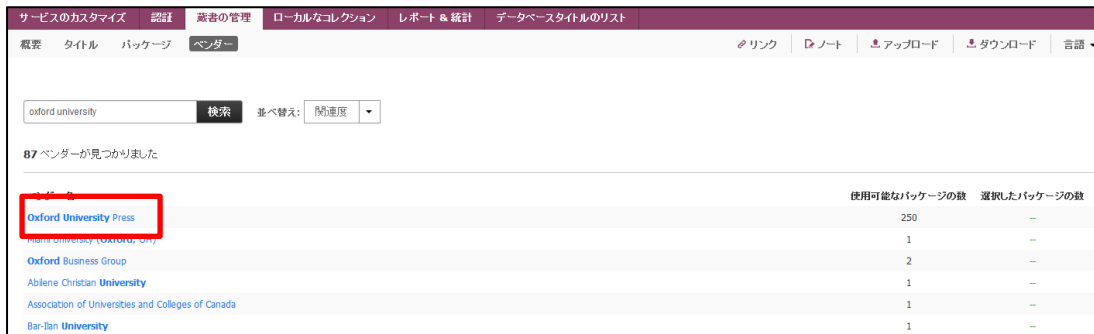 サービスのカスタマイズ 認証 蔵書の管理 ローカルなコレクション レポート & 統計 データベースタイトルのリスト
概要 タイトル パッケージ ベンダー リンク ノート アップロード ダウンロード 言語
oxford university 検索 並べ替え: 関連度
87 ベンダーが見つかりました
使用可能なパッケージの数 選択したパッケージの数
Oxford University Press 250 --
Miami University (Oxford, OH) 1 --
Oxford Business Group 2 --
Abilene Christian University 1 --
Association of Universities and Colleges of Canada 1 --
Bar-Ilan University 1 --